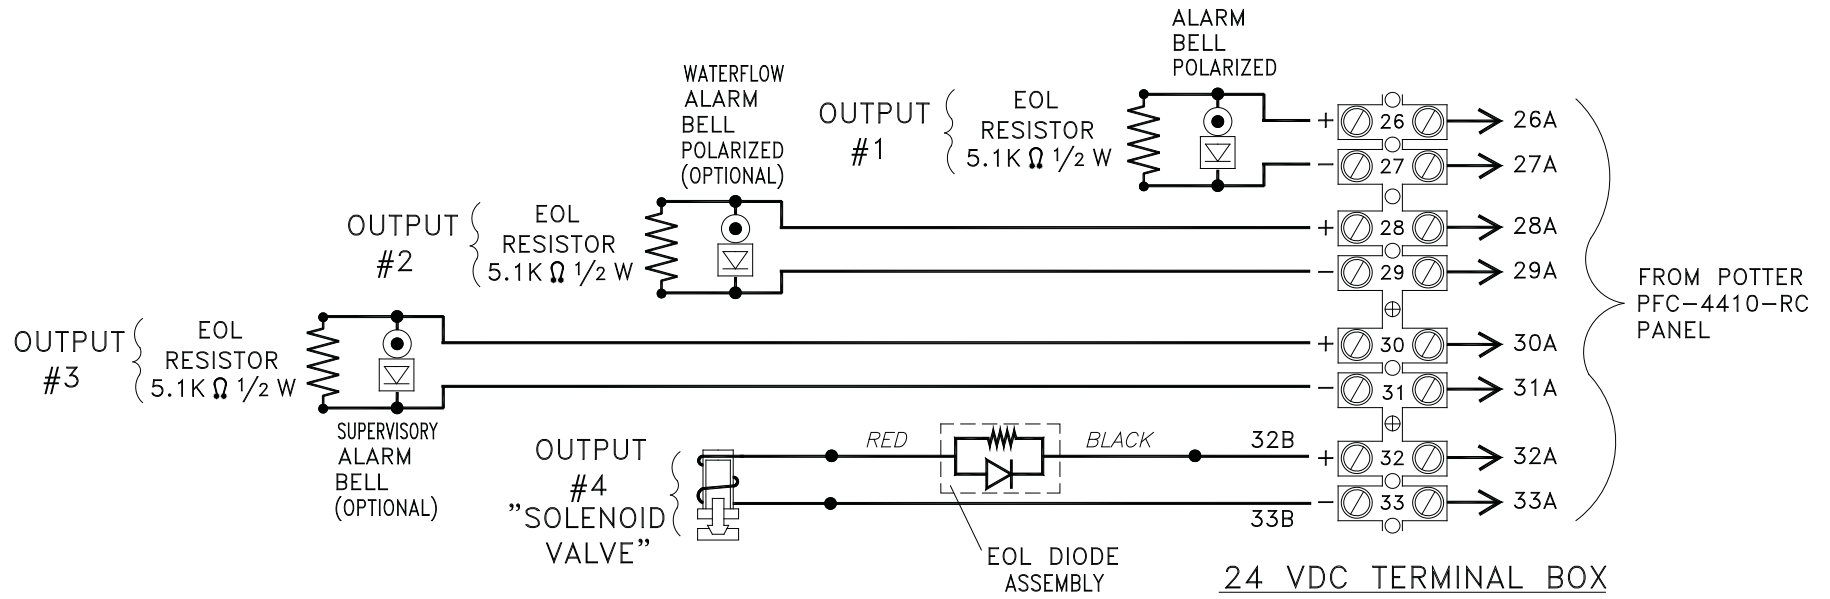 ALARM
BELL
POLARIZED
WATERFLOW
ALARM
BELL
POLARIZED
(OPTIONAL)
OUTPUT
#1
EOL
RESISTOR
5.1K Ω 1/2 W
+ 26 26A
− 27 27A
OUTPUT
#2
EOL
RESISTOR
5.1K Ω 1/2 W
+ 28 28A
− 29 29A
FROM POTTER
PFC-4410-RC
PANEL
OUTPUT
#3
EOL
RESISTOR
5.1K Ω 1/2 W
+ 30 30A
− 31 31A
SUPERVISORY
ALARM
BELL
(OPTIONAL)
OUTPUT
#4
"SOLENOID
VALVE"
RED
BLACK
32B + 32 32A
33B − 33 33A
EOL DIODE
ASSEMBLY
24 VDC TERMINAL BOX